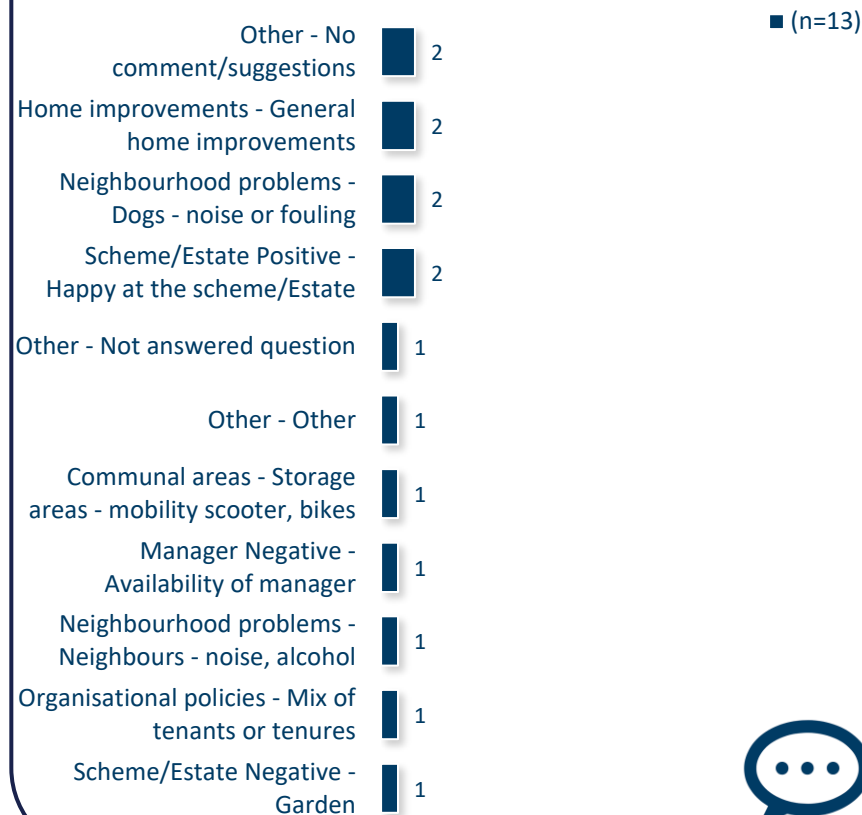 (n=13)
Other - No
comment/suggestions
2
Home improvements - General
home improvements
2
Neighbourhood problems -
Dogs - noise or fouling
2
Scheme/Estate Positive -
Happy at the scheme/Estate
2
Other - Not answered question
1
Other - Other
1
Communal areas - Storage
areas - mobility scooter, bikes
1
Manager Negative -
Availability of manager
1
Neighbourhood problems -
Neighbours - noise, alcohol
1
Organisational policies - Mix of
tenants or tenures
1
Scheme/Estate Negative -
Garden
1